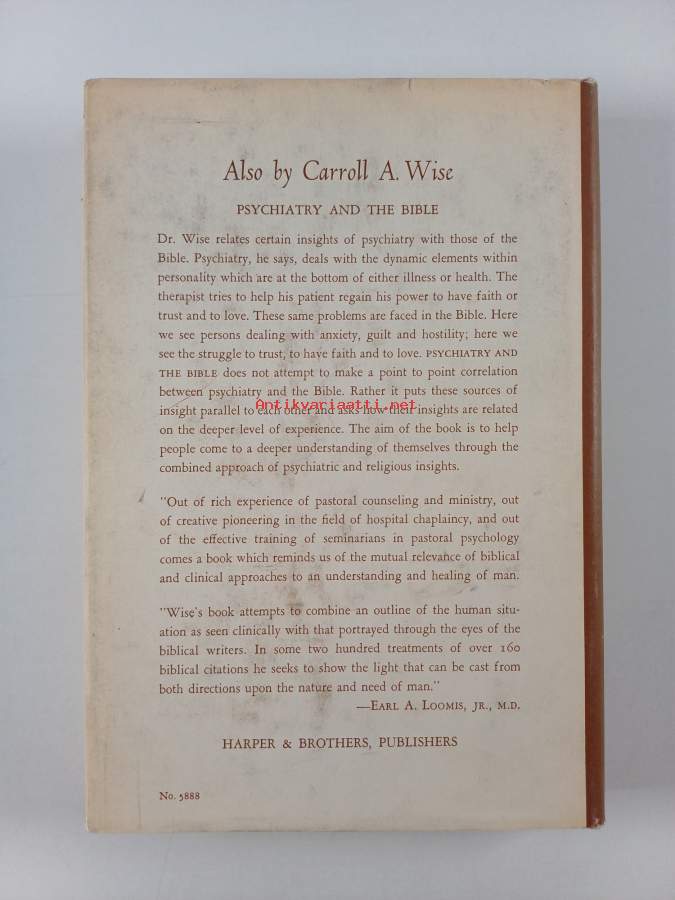 Also by Carroll A. Wise
PSYCHIATRY AND THE BIBLE
Dr. Wise relates certain insights of psychiatry with those of the
Bible. Psychiatry, he says, deals with the dynamic elements within
personality which are at the bottom of either illness or health. The
therapist tries to help his patient regain his power to have faith or
trust and to love. These same problems are faced in the Bible. Here
we see persons dealing with anxiety, guilt and hostility; here we
see the struggle to trust, to have faith and to love. PSYCHIATRY AND
THE BIBLE does not attempt to make a point to point correlation
between psychiatry and the Bible. Rather it puts these sources of
Antikvariaatti.net
insight parallel to each other and asks how their insights are related
on the deeper level of experience. The aim of the book is to help
people come to a deeper understanding of themselves through the
combined approach of psychiatric and religious insights.
"Out of rich experience of pastoral counseling and ministry, out
of creative pioneering in the field of hospital chaplaincy, and out
of the effective training of seminarians in pastoral psychology
comes a book which reminds us of the mutual relevance of biblical
and clinical approaches to an understanding and healing of man.
"Wise's book attempts to combine an outline of the human situ-
ation as seen clinically with that portrayed through the eyes of the
biblical writers. In some two hundred treatments of over 160
biblical citations he seeks to show the light that can be cast from
both directions upon the nature and need of man."
—EARL A. LOOMIS, JR., M.D.
HARPER & BROTHERS, PUBLISHERS
No. 5888